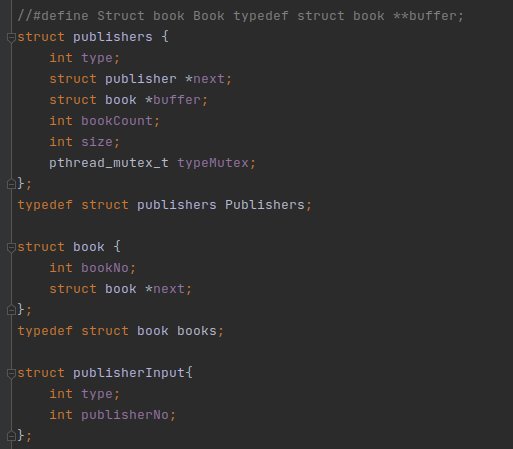 //#define Struct book Book typedef struct book **buffer;
struct publishers {
    int type;
    struct publisher *next;
    struct book *buffer;
    int bookCount;
    int size;
    pthread_mutex_t typeMutex;
};
typedef struct publishers Publishers;

struct book {
    int bookNo;
    struct book *next;
};
typedef struct book books;

struct publisherInput{
    int type;
    int publisherNo;
};